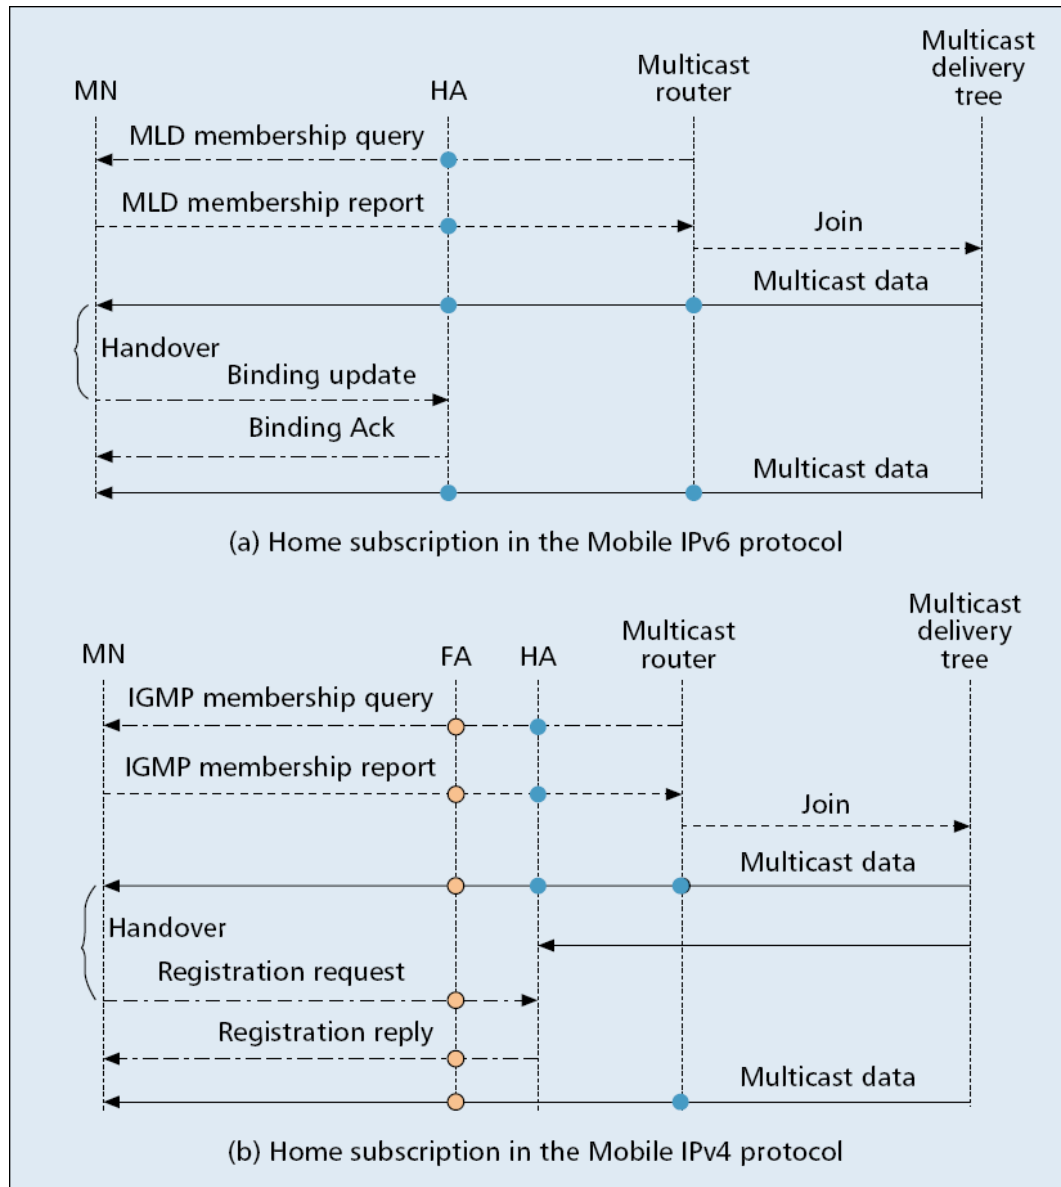 Multicast
delivery
tree
Multicast
router
MN
HA
MLD membership query
MLD membership report
Join
Multicast data
Handover
Binding update
Binding Ack
Multicast data
(a) Home subscription in the Mobile IPv6 protocol
Multicast
delivery
tree
Multicast
router
MN
FA
HA
IGMP membership query
IGMP membership report
Join
Multicast data
Handover
Registration request
Registration reply
Multicast data
(b) Home subscription in the Mobile IPv4 protocol